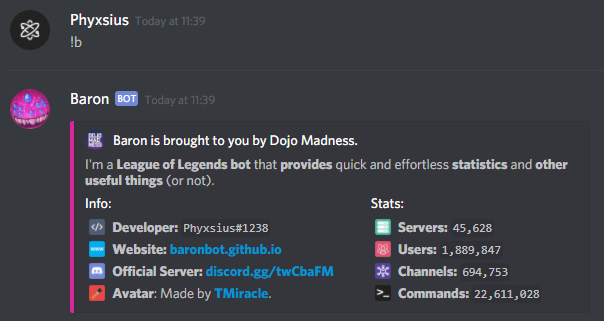 Phyxsius Today at 11:39
!b
Baron BOT Today at 11:39
Baron is brought to you by Dojo Madness.
I'm a League of Legends bot that provides quick and effortless statistics and other
useful things (or not).
Info:
Developer: Phyxsius#1238
Website: baronbot.github.io
Official Server: discord.gg/twCbaFM
Avatar: Made by TMiracle.
Stats:
Servers: 45,628
Users: 1,889,847
Channels: 694,753
Commands: 22,611,028